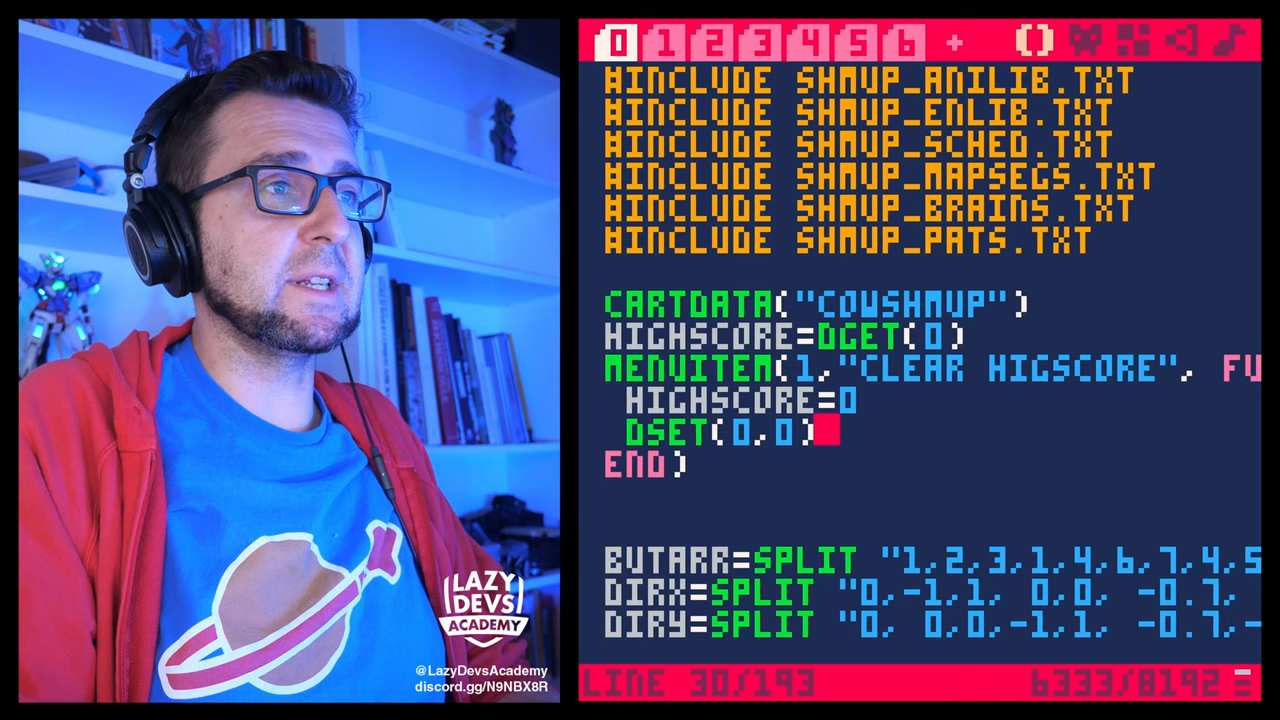 LAZY
DEVS
ACADEMY
@LazyDevsAcademy
discord.gg/N9NBX8R
0 1 2 3 4 5 6 + ()
#INCLUDE SHMUP_ANILIB.TXT
#INCLUDE SHMUP_ENLIB.TXT
#INCLUDE SHMUP_SCHED.TXT
#INCLUDE SHMUP_MAPSEGS.TXT
#INCLUDE SHMUP_BRAINS.TXT
#INCLUDE SHMUP_PATS.TXT
CARTDATA("COWSHMUP")
HIGHSCORE=DGET(0)
MENUITEM(1,"CLEAR HIGSCORE", FU
HIGHSCORE=0
DSET(0,0)
END)
BUTARR=SPLIT "1,2,3,1,4,6,7,4,5
DIRX=SPLIT "0,-1,1, 0,0, -0.7,
DIRY=SPLIT "0, 0,0,-1,1, -0.7,-
LINE 30/193
6333/8192